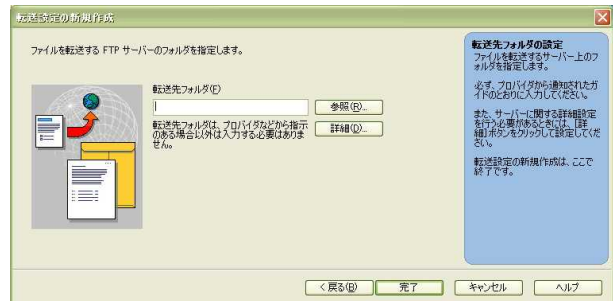 転送設定の新規作成
ファイルを転送する FTP サーバーのフォルダを指定します。
転送先フォルダ(F)
参照(R)...
転送先フォルダは、プロバイダなどから指示
のある場合以外は入力する必要はありま
せん。
詳細(D)...
転送先フォルダの設定
ファイルを転送するサーバー上のフ
ォルダを指定します。
必ず、プロバイダから通知されたガ
イドのとおりに入力してください。
また、サーバーに関する詳細設定
を行う必要があるときには、[詳
細]ボタンをクリックして設定してくだ
さい。
転送設定の新規作成は、ここで
終了です。
< 戻る(B)
完了
キャンセル
ヘルプ